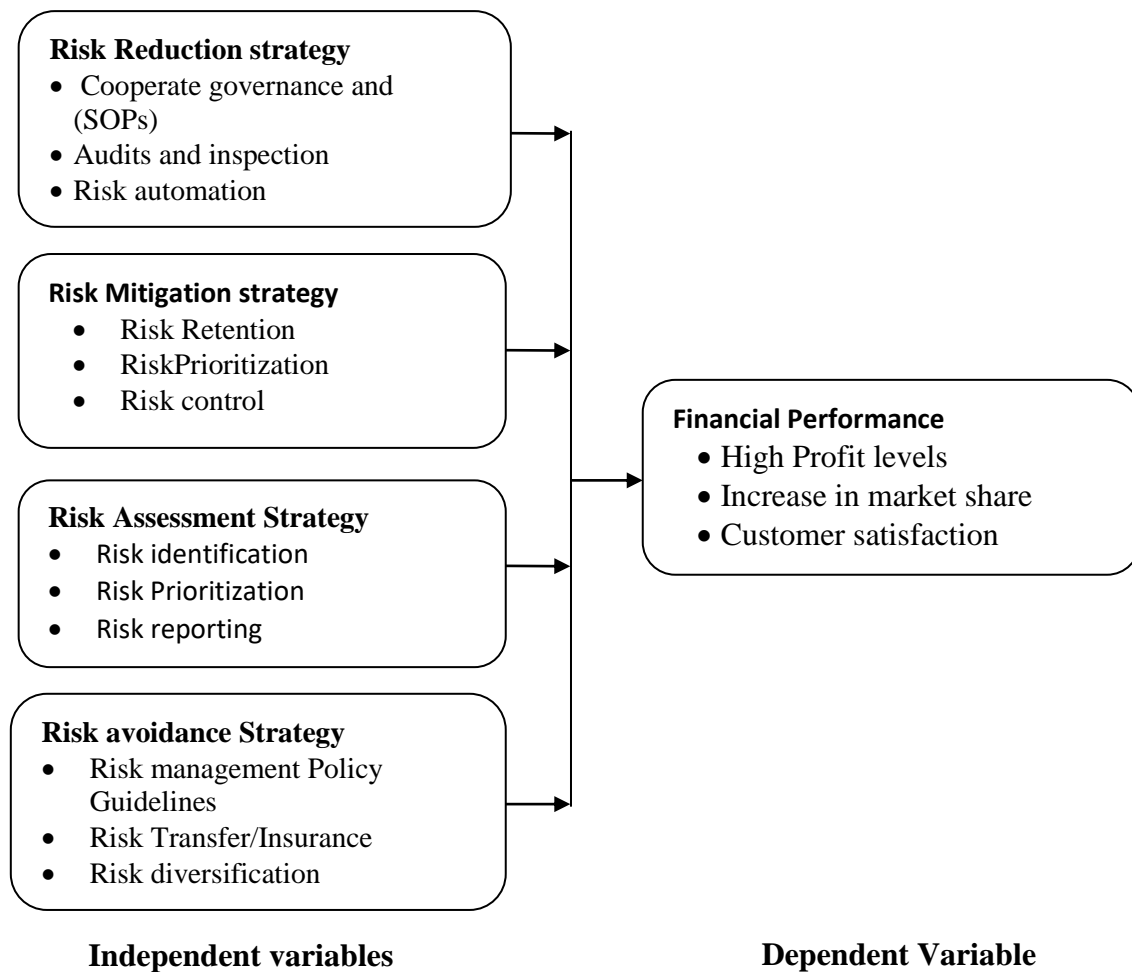 Risk Reduction strategy
• Cooperate governance and
(SOPs)
• Audits and inspection
• Risk automation
Risk Mitigation strategy
• Risk Retention
• RiskPrioritization
• Risk control
Risk Assessment Strategy
• Risk identification
• Risk Prioritization
• Risk reporting
Risk avoidance Strategy
• Risk management Policy
Guidelines
• Risk Transfer/Insurance
• Risk diversification
Independent variables
Financial Performance
• High Profit levels
• Increase in market share
• Customer satisfaction
Dependent Variable